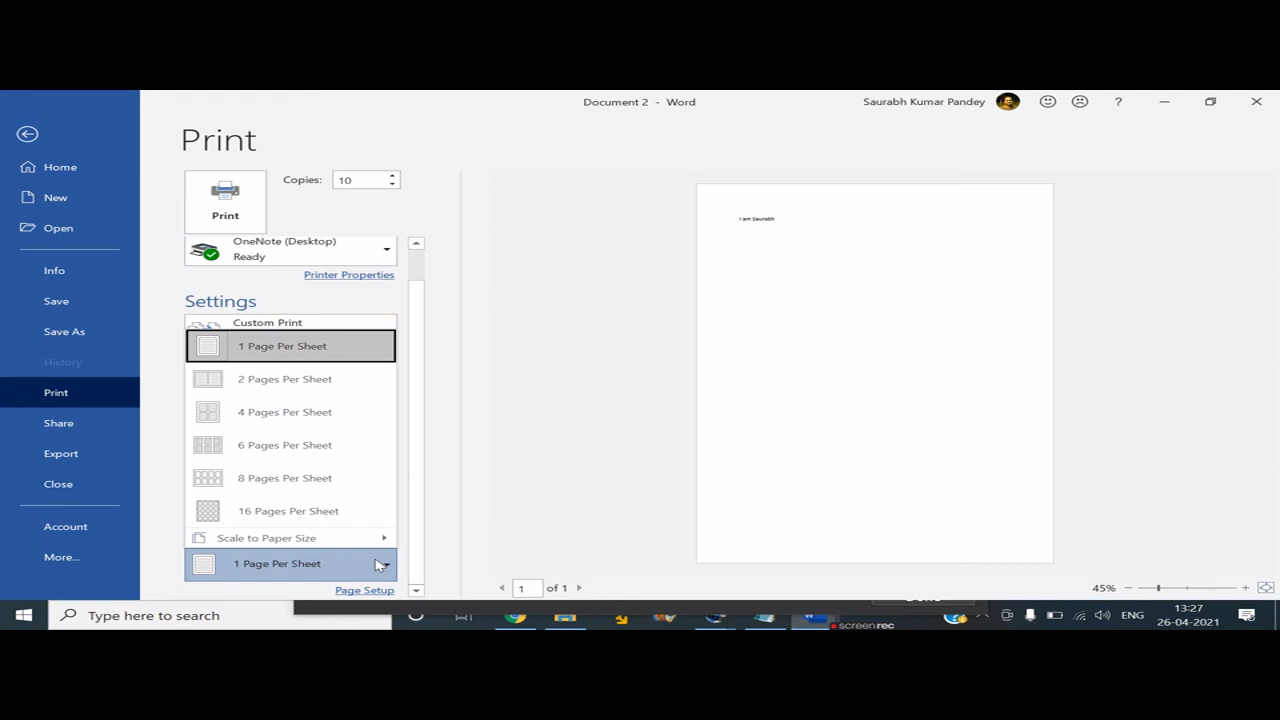 Document 2 - Word
Saurabh Kumar Pandey
?
Print
Home
New
Open
Info
Save
Save As
History
Print
Share
Export
Close
Account
More...
Print
Copies: 10
OneNote (Desktop)
Ready
Printer Properties
Settings
Custom Print
1 Page Per Sheet
2 Pages Per Sheet
4 Pages Per Sheet
6 Pages Per Sheet
8 Pages Per Sheet
16 Pages Per Sheet
Scale to Paper Size
1 Page Per Sheet
Page Setup
I am Saurabh
1 of 1
45%
Type here to search
screenrec
ENG
13:27
26-04-2021